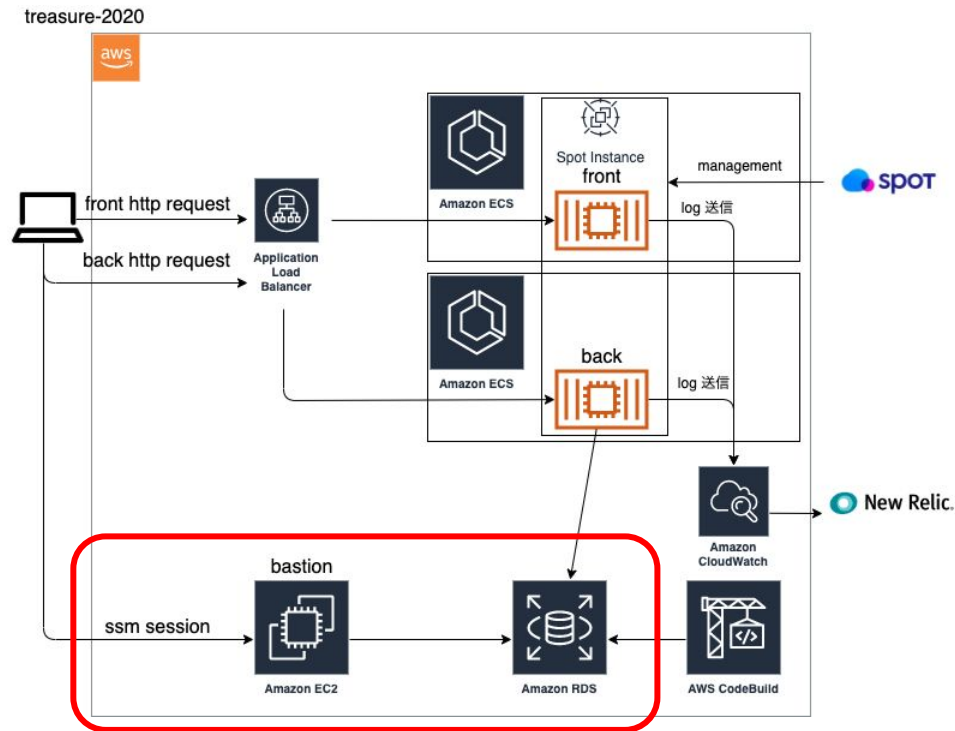 treasure-2020
aws
Spot Instance
front
Amazon ECS
management
spot
log 送信
front http request
back http request
Application
Load
Balancer
Amazon ECS
back
log 送信
New Relic.
Amazon
CloudWatch
bastion
ssm session
Amazon EC2
Amazon RDS
AWS CodeBuild